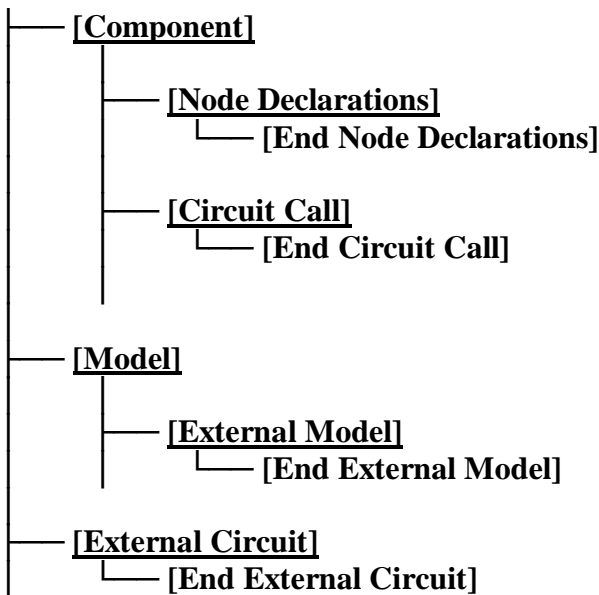 [Component]
[Node Declarations]
[End Node Declarations]
[Circuit Call]
[End Circuit Call]
[Model]
[External Model]
[End External Model]
[External Circuit]
[End External Circuit]